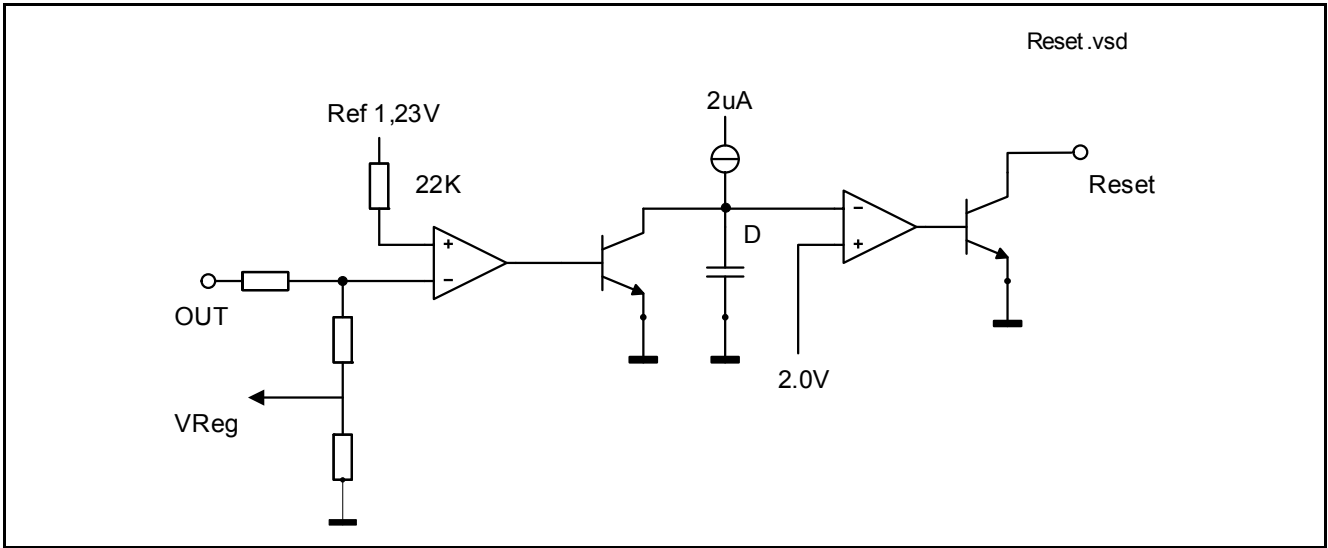 Reset.vsd
Ref 1,23V
2uA
22K
Reset
+
−
D
−
+
OUT
2.0V
VReg